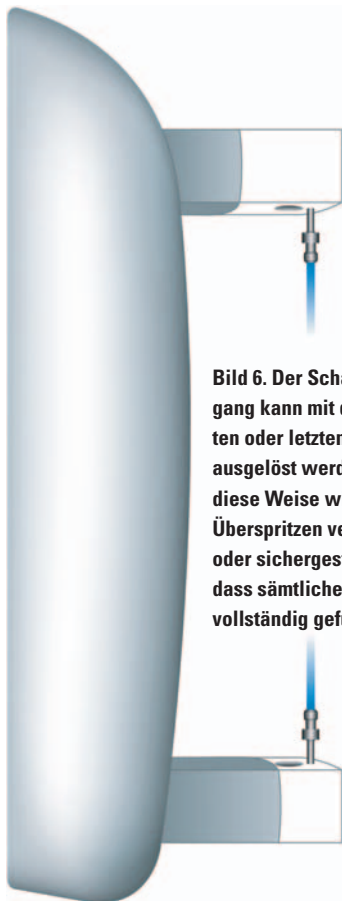 Bild 6. Der Scha
gang kann mit
ten oder letzten
ausgelöst werd
diese Weise w
Überspritzen ve
oder sichergest
dass sämtliche
vollständig gef